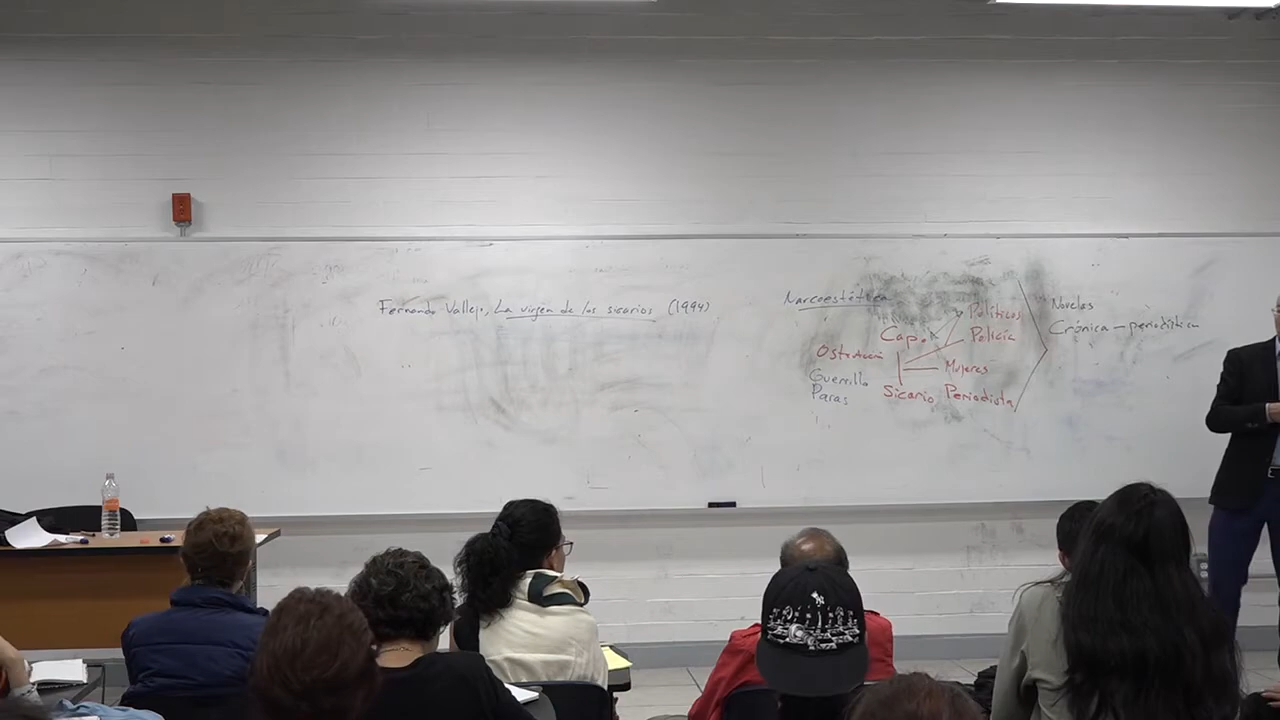 Fernando Vallejo, La virgen de los sicarios (1994)
Narcoestética
Políticos
Capo
Policía
Mujeres
Guerrilla
Paras
Sicario Periodista
Novelas
Crónica – periodística
NY